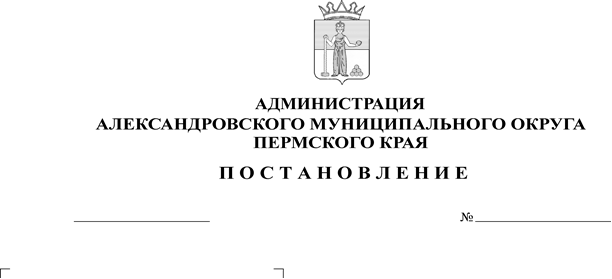 АДМИНИСТРАЦИЯ
АЛЕКСАНДРОВСКОГО МУНИЦИПАЛЬНОГО ОКРУГА
ПЕРМСКОГО КРАЯ
П О С Т А Н О В Л Е Н И Е
№